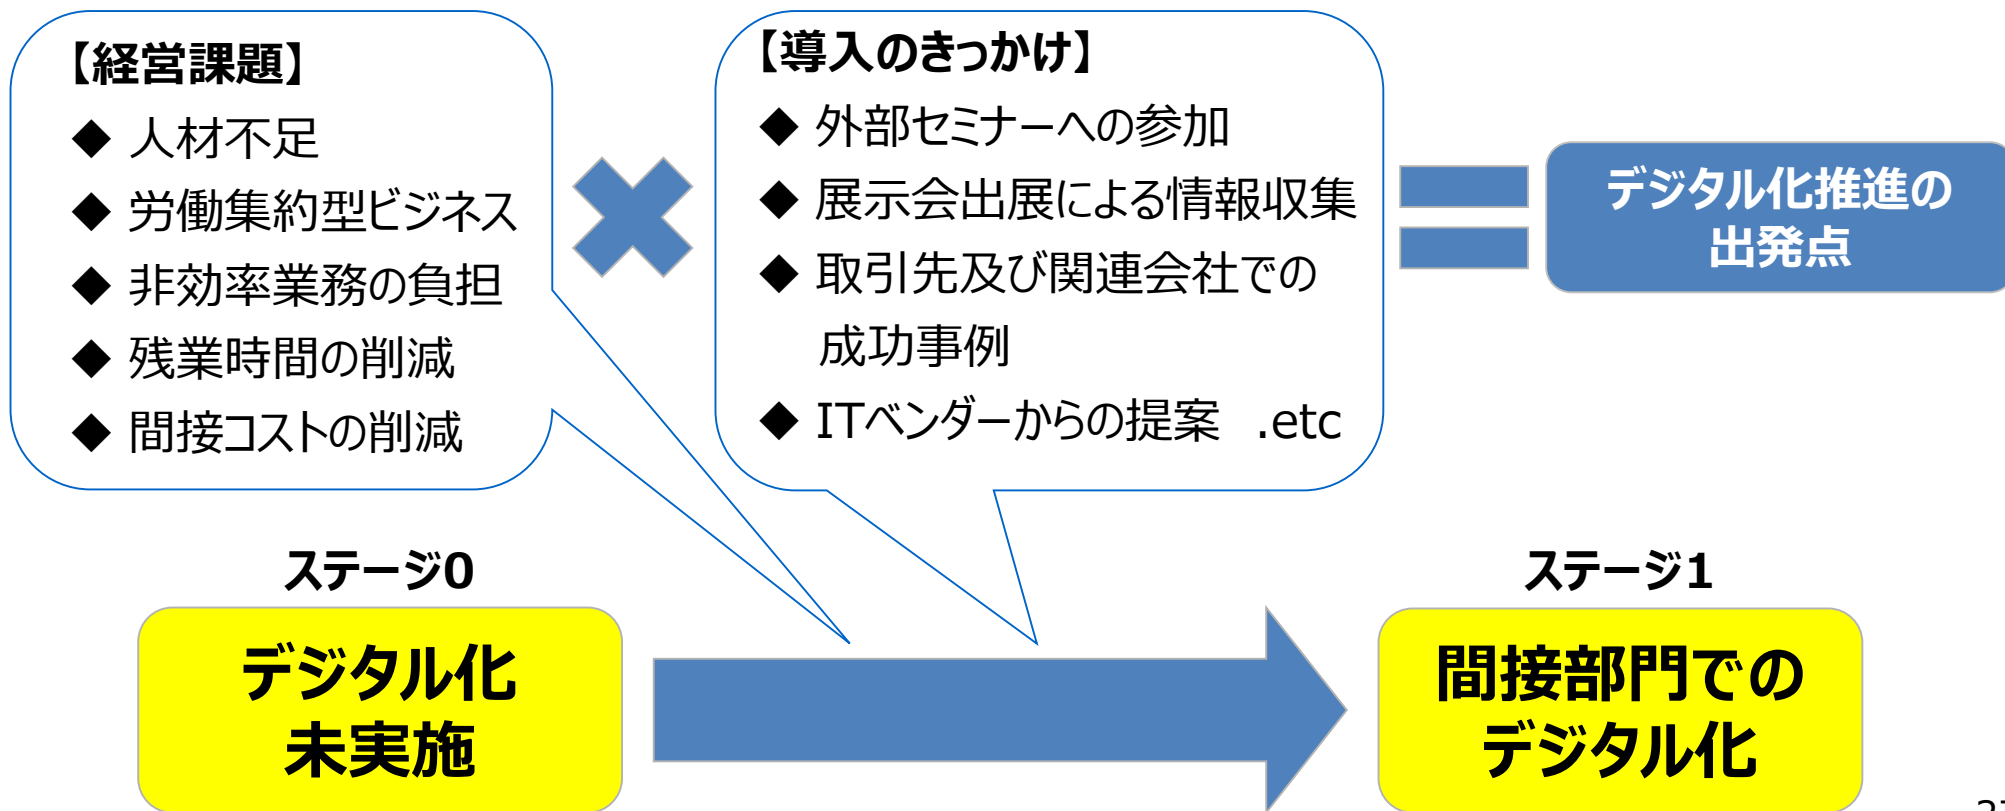 【経営課題】
◆ 人材不足
◆ 労働集約型ビジネス
◆ 非効率業務の負担
◆ 残業時間の削減
◆ 間接コストの削減
【導入のきっかけ】
◆ 外部セミナーへの参加
◆ 展示会出展による情報収集
◆ 取引先及び関連会社での
成功事例
◆ ITベンダーからの提案 .etc
デジタル化推進の
出発点
ステージ0
デジタル化
未実施
ステージ1
間接部門での
デジタル化